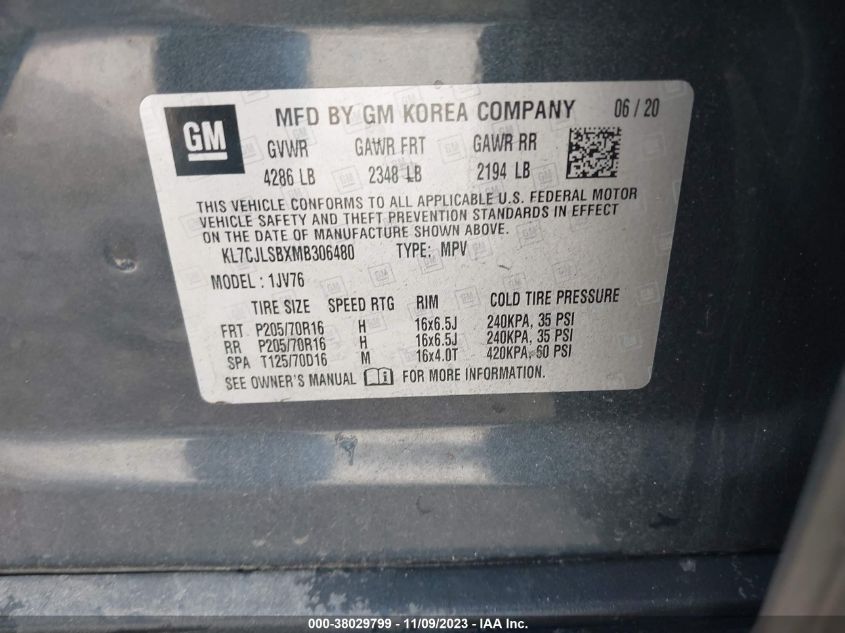 GM MFD BY GM KOREA COMPANY 06 / 20
GVWR GAWR FRT GAWR RR
4286 LB 2348 LB 2194 LB
THIS VEHICLE CONFORMS TO ALL APPLICABLE U.S. FEDERAL MOTOR
VEHICLE SAFETY AND THEFT PREVENTION STANDARDS IN EFFECT
ON THE DATE OF MANUFACTURE SHOWN ABOVE.
KL7CJLSBXMB306480 TYPE: MPV
MODEL : 1JV76
TIRE SIZE SPEED RTG RIM COLD TIRE PRESSURE
FRT P205/70R16 H 16x6.5J 240KPA, 35 PSI
RR P205/70R16 H 16x6.5J 240KPA, 35 PSI
SPA T125/70D16 M 16x4.0T 420KPA, 60 PSI
SEE OWNER'S MANUAL FOR MORE INFORMATION.
000-38029799 - 11/09/2023 - IAA Inc.